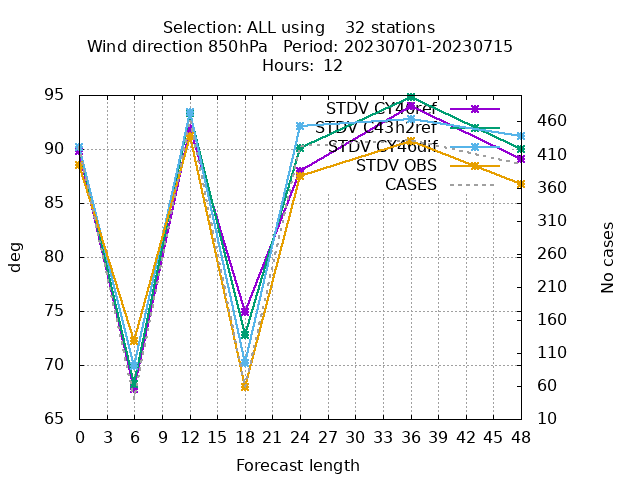 Selection: ALL using 32 stations
Wind direction 850hPa Period: 20230701-20230715
Hours: 12
95
90
85
80
75
70
65
deg
460
410
360
310
260
210
160
110
60
10
No cases
STDV CY46ref
STDV C43h2ref
STDV OBS
CASES
0 3 6 9 12 15 18 21 24 27 30 33 36 39 42 45 48
Forecast length